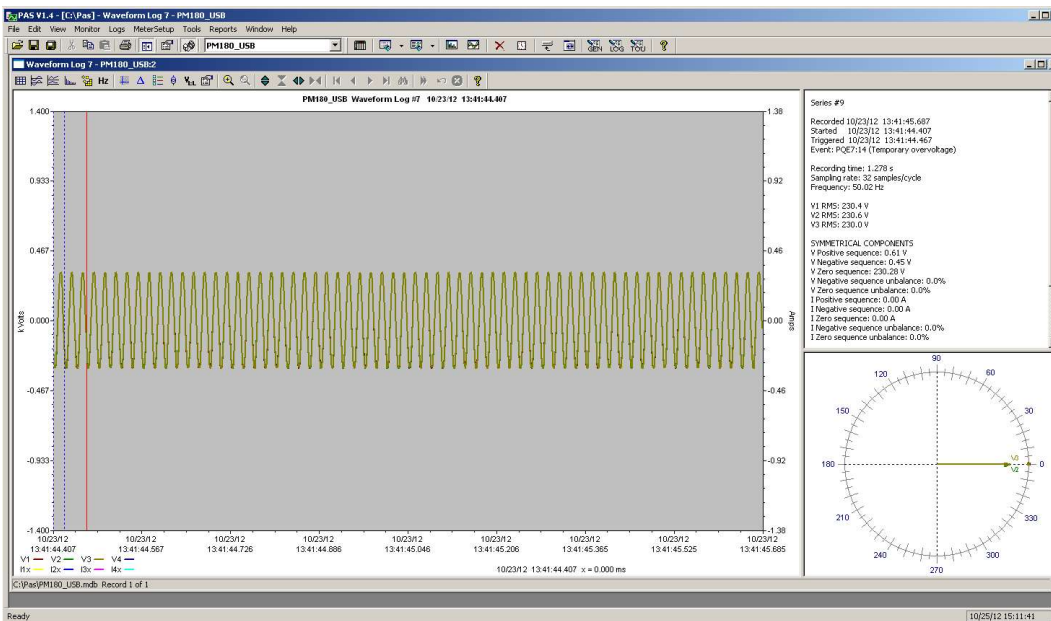 PAS V1.4 - [C:\Pas] - Waveform Log 7 - PM180_USB
File Edit View Monitor Logs MeterSetup Tools Reports Window Help
PM180_USB
GEN LOG TOU
Waveform Log 7 - PM180_USB:2
Hz
PM180_USB Waveform Log #7 10/23/12 13:41:44.407
1.400
0.933
0.467
0.000
-0.467
-0.933
-1.400
kVolts
1.38
0.92
0.46
0.00
-0.46
-0.92
-1.38
Amps
10/23/12 10/23/12 10/23/12 10/23/12 10/23/12 10/23/12 10/23/12 10/23/12 10/23/12
13:41:44.407 13:41:44.567 13:41:44.726 13:41:44.886 13:41:45.046 13:41:45.206 13:41:45.365 13:41:45.525 13:41:45.685
V1 V2 V3 V4
I1x I2x I3x I4x
10/23/12 13:41:44.407 x = 0.000 ms
Series #9
Recorded 10/23/12 13:41:45.687
Started 10/23/12 13:41:44.407
Triggered 10/23/12 13:41:44.467
Event: PQE7:14 (Temporary overvoltage)
Recording time: 1.278 s
Sampling rate: 32 samples/cycle
Frequency: 50.02 Hz
V1 RMS: 230.4 V
V2 RMS: 230.6 V
V3 RMS: 230.0 V
SYMMETRICAL COMPONENTS
V Positive sequence: 0.61 V
V Negative sequence: 0.45 V
V Zero sequence: 230.28 V
V Negative sequence unbalance: 0.0%
V Zero sequence unbalance: 0.0%
I Positive sequence: 0.00 A
I Negative sequence: 0.00 A
I Zero sequence: 0.00 A
I Negative sequence unbalance: 0.0%
I Zero sequence unbalance: 0.0%
90
120 60
150 30
180 0
V2
210 330
240 300
270
C:\Pas\PM180_USB.mdb Record 1 of 1
Ready
10/25/12 15:11:41